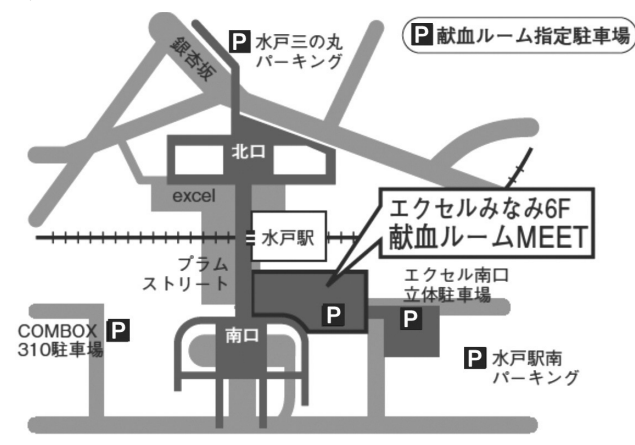 P 水戸三の丸
パーキング
P 献血ルーム指定駐車場
銀杏坂
北口
excel
エクセルみなみ6F
献血ルームMEET
水戸駅
プラム
ストリート
エクセル南口
立体駐車場
P
P
COMBOX P
310駐車場
南口
P 水戸駅南
パーキング